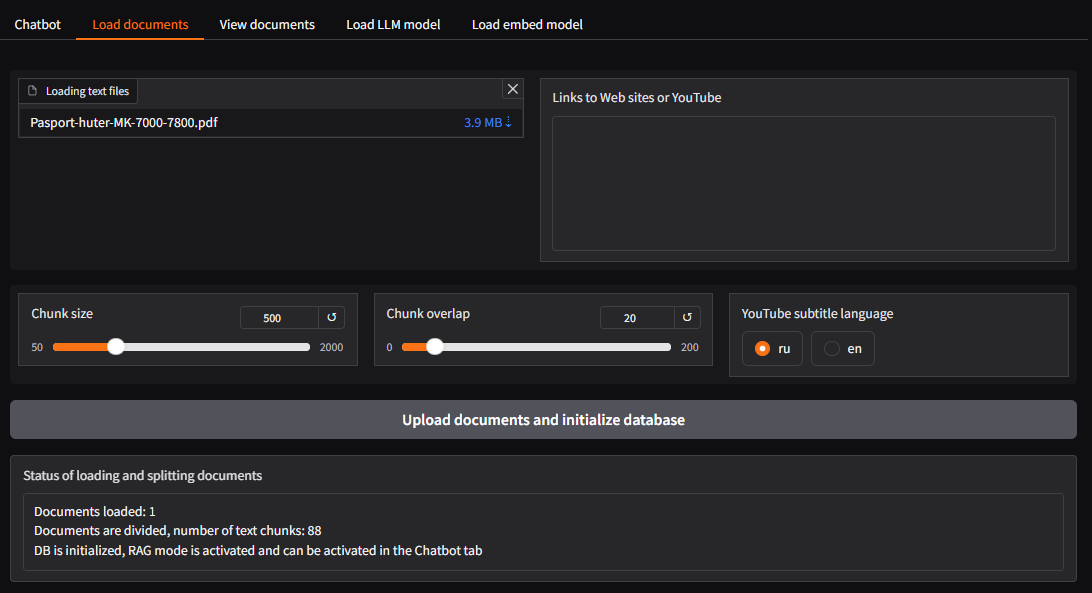 Chatbot
Load documents
View documents
Load LLM model
Load embed model
Loading text files
Pasport-huter-MK-7000-7800.pdf
3.9 MB ⇣
Links to Web sites or YouTube
Chunk size
500
↺
50
2000
Chunk overlap
20
↺
0
200
YouTube subtitle language
ru
en
Upload documents and initialize database
Status of loading and splitting documents
Documents loaded: 1
Documents are divided, number of text chunks: 88
DB is initialized, RAG mode is activated and can be activated in the Chatbot tab